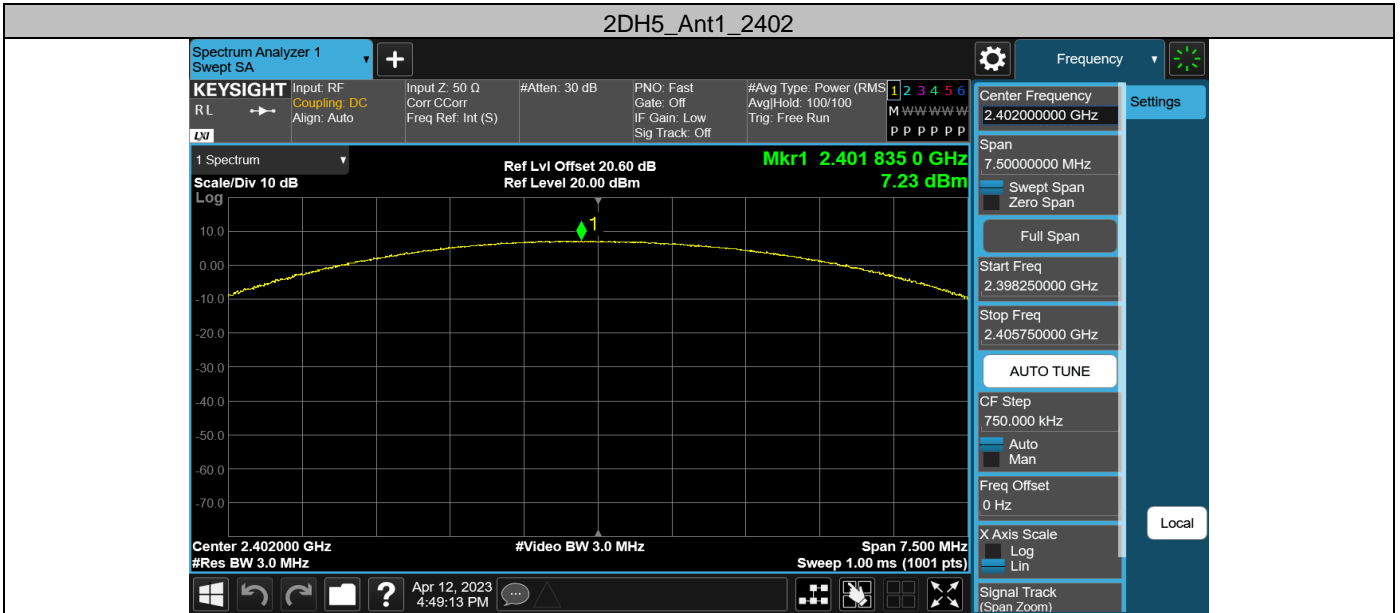 2DH5_Ant1_2402
Spectrum Analyzer 1
Swept SA
Frequency
KEYSIGHT
RL
LXI
Input: RF
Coupling: DC
Align: Auto
Input Z: 50 Ω
Corr CCorr
Freq Ref: Int (S)
#Atten: 30 dB
PNO: Fast
Gate: Off
IF Gain: Low
Sig Track: Off
#Avg Type: Power (RMS
Avg|Hold: 100/100
Trig: Free Run
1 2 3 4 5 6
M W W W W W
P P P P P P
1 Spectrum
Scale/Div 10 dB
Ref Lvl Offset 20.60 dB
Ref Level 20.00 dBm
Mkr1 2.401 835 0 GHz
7.23 dBm
Log
1
10.0
0.00
-10.0
-20.0
-30.0
-40.0
-50.0
-60.0
-70.0
Center 2.402000 GHz
#Res BW 3.0 MHz
#Video BW 3.0 MHz
Span 7.500 MHz
Sweep 1.00 ms (1001 pts)
Apr 12, 2023
4:49:13 PM
Center Frequency
2.402000000 GHz
Settings
Span
7.50000000 MHz
Swept Span
Zero Span
Full Span
Start Freq
2.398250000 GHz
Stop Freq
2.405750000 GHz
AUTO TUNE
CF Step
750.000 kHz
Auto
Man
Freq Offset
0 Hz
Local
X Axis Scale
Log
Lin
Signal Track
(Span Zoom)